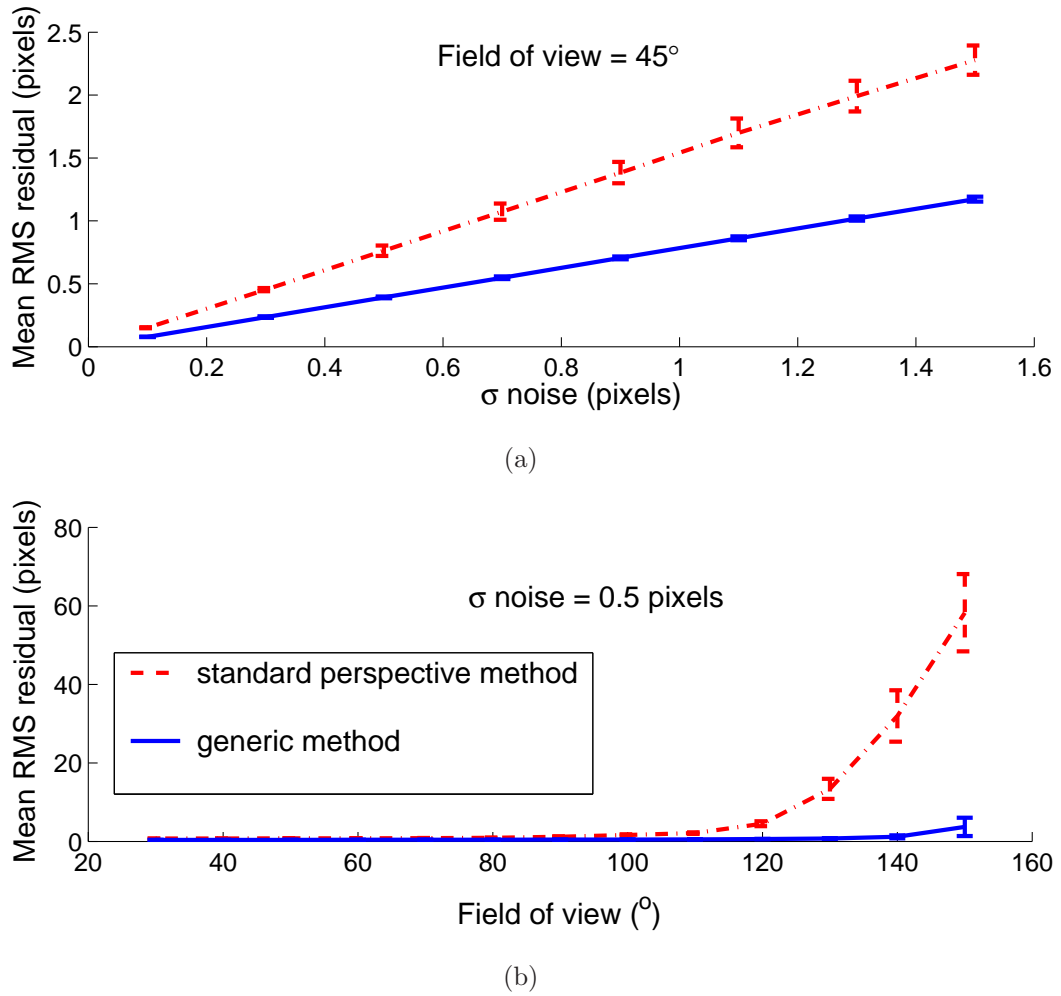 Mean RMS residual (pixels)
2.5
2
1.5
1
0.5
0
Field of view = 45°
0 0.2 0.4 0.6 0.8 1 1.2 1.4 1.6
σ noise (pixels)
(a)
Mean RMS residual (pixels)
80
60
40
20
0
σ noise = 0.5 pixels
standard perspective method
generic method
20 40 60 80 100 120 140 160
Field of view (°)
(b)